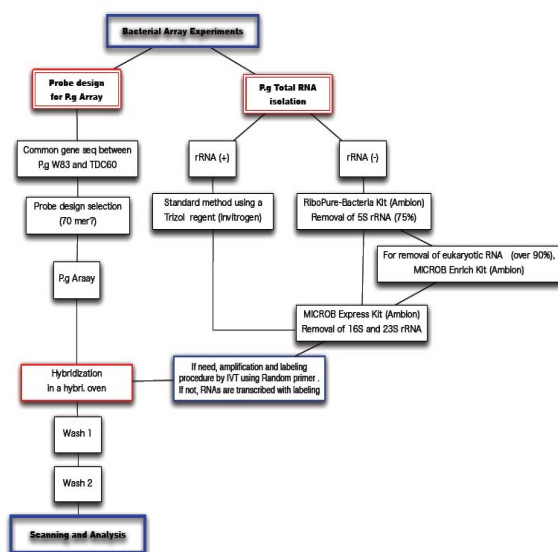 Bacterial Array Experiments
Probe design
for P.g Array
P.g Total RNA
isolation
Common gene seq between
P.g W83 and TDC60
rRNA (+)
rRNA (-)
Probe design selection
(70 mer?)
Standard method using a
Trizol regent (invitrogen)
RiboPure-Bacteria Kit (Ambion)
Removal of 5S rRNA (75%)
P.g Araay
For removal of eukaryotic RNA (over 90%),
MICROB Enrich Kit (Ambion)
MICROB Express Kit (Ambion)
Removal of 16S and 23S rRNA
Hybridization
in a hybri. oven
If need, amplification and labeling
procedure by IVT using Random primer .
If not, RNAs are transcribed with labeling
Wash 1
Wash 2
Scanning and Analysis